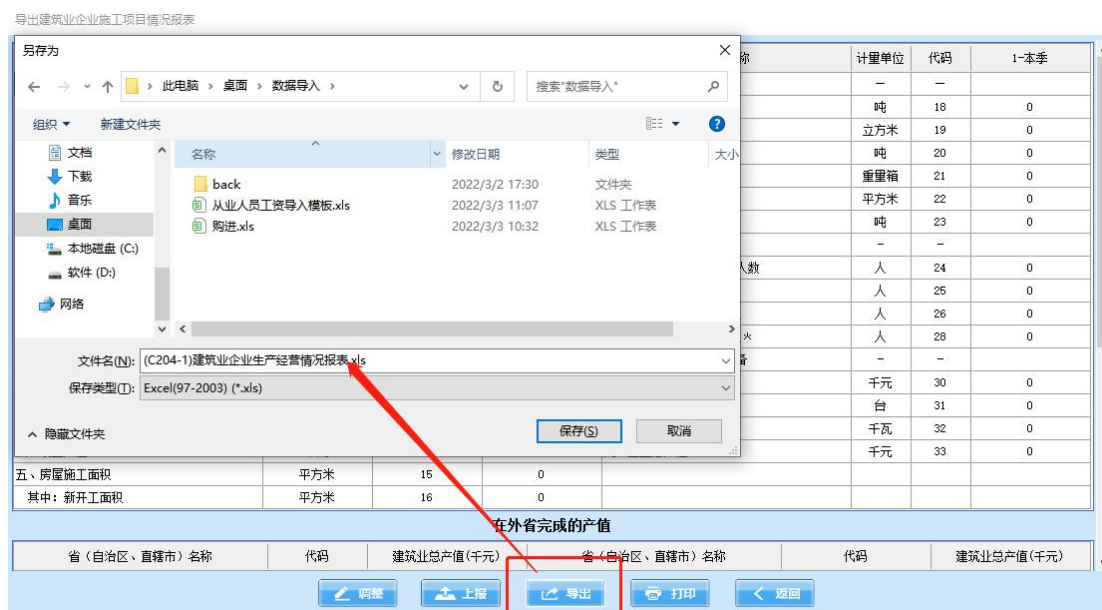 导出建筑业企业施工项目情况报表
另存为
此电脑 › 桌面 › 数据导入 ›
搜索"数据导入"
组织 新建文件夹
文档
下载
音乐
桌面
本地磁盘 (C:)
软件 (D:)
网络
名称 修改日期 类型 大小
back 2022/3/2 17:30 文件夹
从业人员工资导入模板.xls 2022/3/3 11:07 XLS 工作表
购进.xls 2022/3/3 10:32 XLS 工作表
文件名(N): (C204-1)建筑业企业生产经营情况报表.xls
保存类型(T): Excel(97-2003) (*.xls)
隐藏文件夹 保存(S) 取消
计量单位 代码 1-本季
— —
吨 18 0
立方米 19 0
吨 20 0
重量箱 21 0
平方米 22 0
吨 23 0
- -
人数 人 24 0
人 25 0
人 26 0
人 28 0
- -
千元 30 0
台 31 0
千瓦 32 0
千元 33 0
五、房屋施工面积 平方米 15 0
其中: 新开工面积 平方米 16 0
在外省完成的产值
省(自治区、直辖市)名称 代码 建筑业总产值(千元) 省(自治区、直辖市)名称 代码 建筑业总产值(千元)
调整 上报 导出 打印 返回